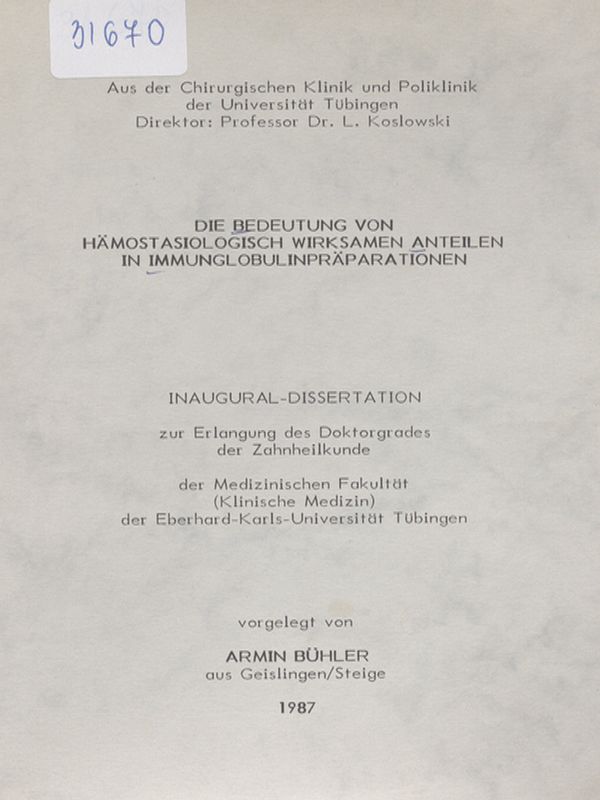 31670
Aus der Chirurgischen Klinik und Poliklinik
der Universität Tübingen
Direktor: Professor Dr. L. Koslowski
DIE BEDEUTUNG VON
HÄMOSTASIOLOGISCH WIRKSAMEN ANTEILEN
IN IMMUNGLOBULINPRÄPARATIONEN
INAUGURAL-DISSERTATION
zur Erlangung des Doktorgrades
der Zahnheilkunde
der Medizinischen Fakultät
(Klinische Medizin)
der Eberhard-Karls-Universität Tübingen
vorgelegt von
ARMIN BÜHLER
aus Geislingen/Steige
1987